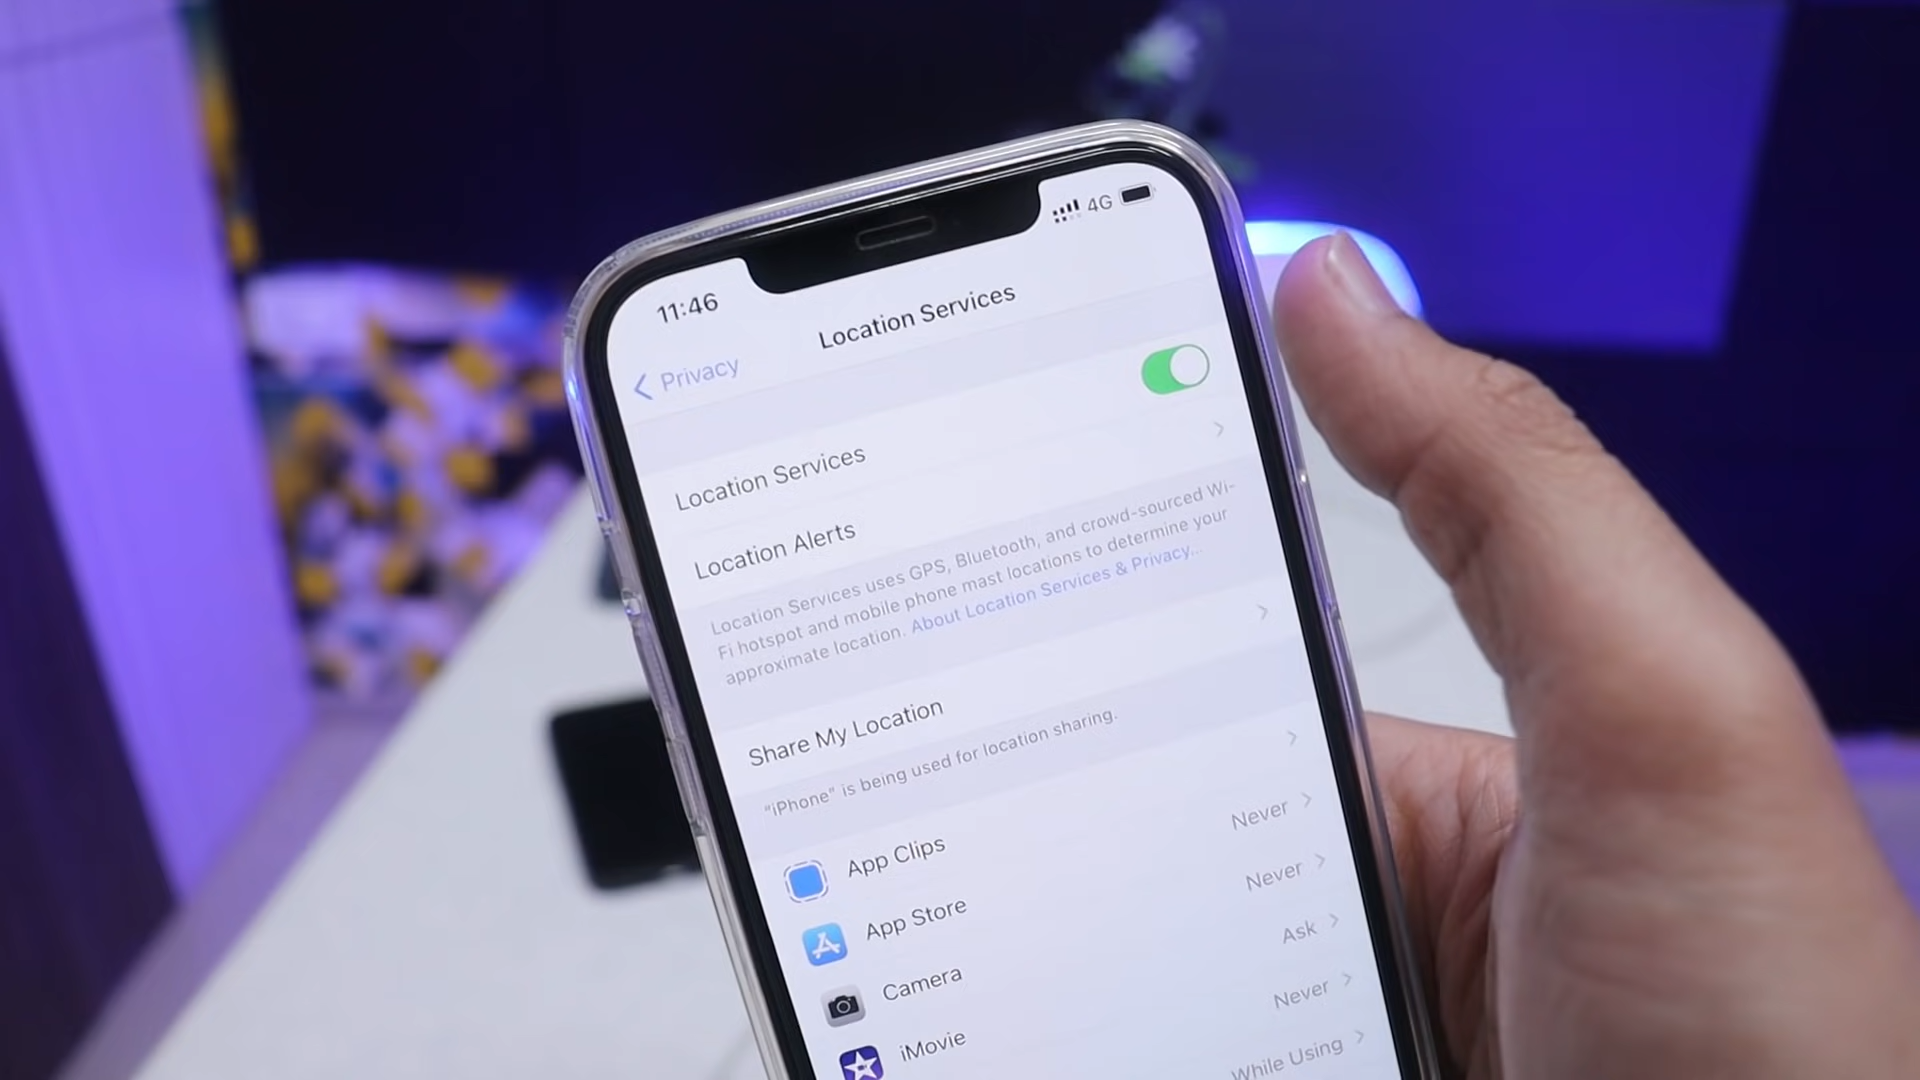 11:46
4G
Privacy
Location Services
Location Services
Location Alerts
Location Services uses GPS, Bluetooth, and crowd-sourced Wi-
Fi hotspot and mobile phone mast locations to determine your
approximate location. About Location Services & Privacy...
Share My Location
"iPhone" is being used for location sharing.
App Clips
App Store Never
Camera Never
iMovie Ask
Never
While Using